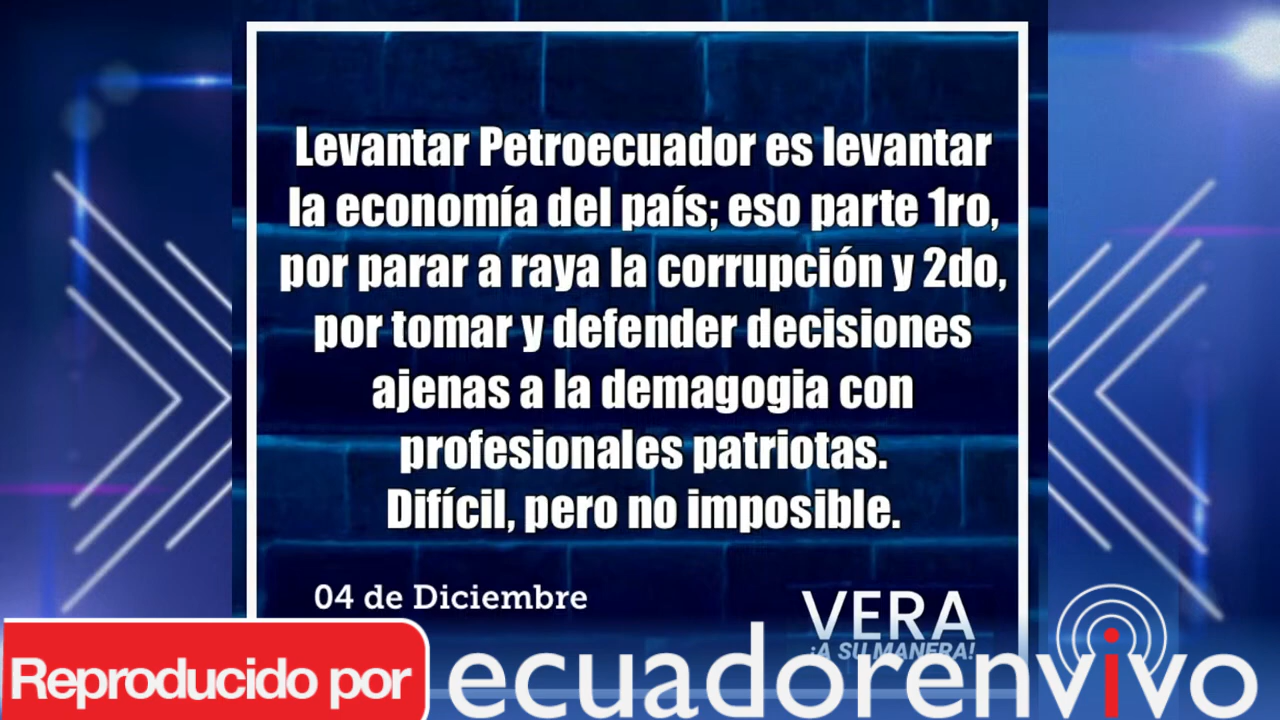 Levantar Petroecuador es levantar
la economía del país; eso parte 1ro,
por parar a raya la corrupción y 2do,
por tomar y defender decisiones
ajenas a la demagogia con
profesionales patriotas.
Difícil, pero no imposible.
04 de Diciembre
VERA
¡A SU MANERA!
Reproducido por
ecuadorenvivo